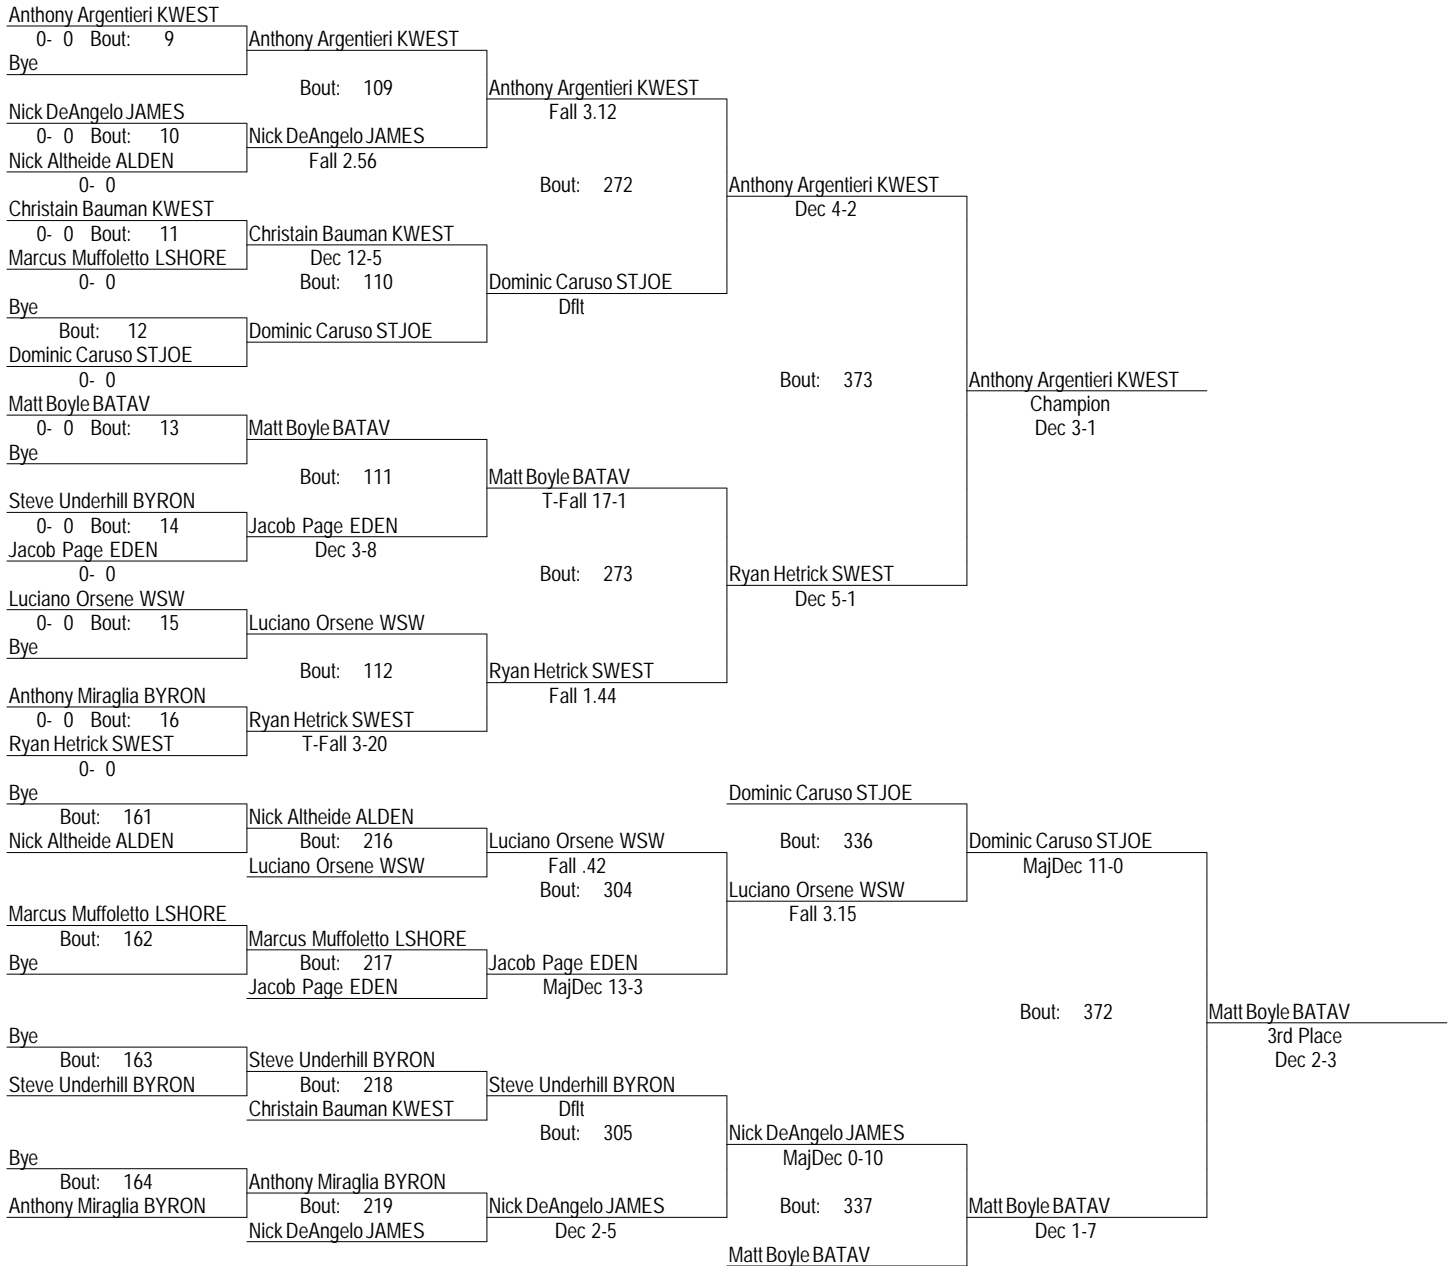 Anthony Argentieri KWEST
0- 0 Bout: 9
Anthony Argentieri KWEST
Bye
Bout: 109
Anthony Argentieri KWEST
Nick DeAngelo JAMES
Fall 3.12
0- 0 Bout: 10
Nick DeAngelo JAMES
Nick Altheide ALDEN
Fall 2.56
0- 0
Bout: 272
Anthony Argentieri KWEST
Christain Bauman KWEST
Dec 4-2
0- 0 Bout: 11
Christain Bauman KWEST
Marcus Muffoletto LSHORE
Dec 12-5
0- 0
Bout: 110
Dominic Caruso STJOE
Bye
Dflt
Bout: 12
Dominic Caruso STJOE
Dominic Caruso STJOE
0- 0
Bout: 373
Anthony Argentieri KWEST
Matt Boyle BATAV
Champion
0- 0 Bout: 13
Matt Boyle BATAV
Dec 3-1
Bye
Bout: 111
Matt Boyle BATAV
Steve Underhill BYRON
T-Fall 17-1
0- 0 Bout: 14
Jacob Page EDEN
Jacob Page EDEN
Dec 3-8
0- 0
Bout: 273
Ryan Hetrick SWEST
Luciano Orsene WSW
Dec 5-1
0- 0 Bout: 15
Luciano Orsene WSW
Bye
Bout: 112
Ryan Hetrick SWEST
Anthony Miraglia BYRON
Fall 1.44
0- 0 Bout: 16
Ryan Hetrick SWEST
Ryan Hetrick SWEST
T-Fall 3-20
0- 0
Bye
Dominic Caruso STJOE
Bout: 161
Nick Altheide ALDEN
Nick Altheide ALDEN
Bout: 216
Luciano Orsene WSW
Bout: 336
Dominic Caruso STJOE
Luciano Orsene WSW
Fall .42
MajDec 11-0
Bout: 304
Luciano Orsene WSW
Marcus Muffoletto LSHORE
Fall 3.15
Bout: 162
Marcus Muffoletto LSHORE
Bye
Bout: 217
Jacob Page EDEN
Jacob Page EDEN
MajDec 13-3
Bout: 372
Matt Boyle BATAV
Bye
3rd Place
Bout: 163
Steve Underhill BYRON
Dec 2-3
Steve Underhill BYRON
Bout: 218
Steve Underhill BYRON
Christain Bauman KWEST
Dflt
Bout: 305
Nick DeAngelo JAMES
Bye
MajDec 0-10
Bout: 164
Anthony Miraglia BYRON
Anthony Miraglia BYRON
Bout: 219
Nick DeAngelo JAMES
Bout: 337
Matt Boyle BATAV
Nick DeAngelo JAMES
Dec 2-5
Dec 1-7
Matt Boyle BATAV